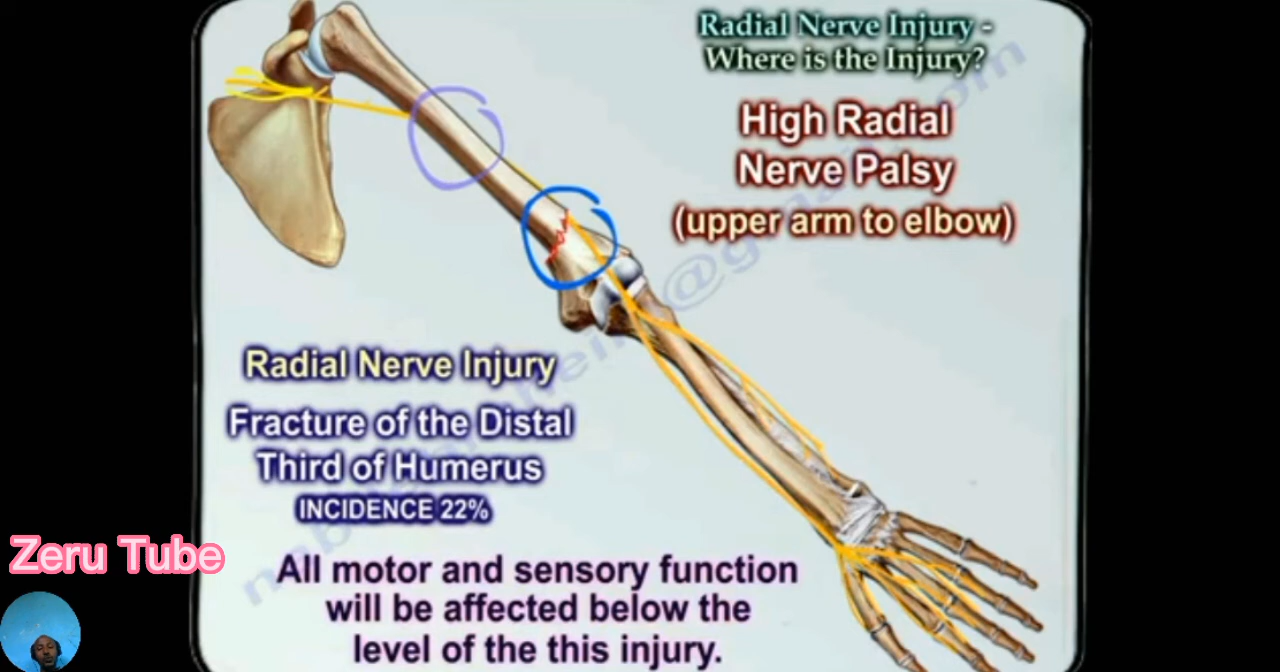 Radial Nerve Injury -
Where is the Injury?
High Radial
Nerve Palsy
(upper arm to elbow)
Radial Nerve Injury
Fracture of the Distal
Third of Humerus
INCIDENCE 22%
Zeru Tube
All motor and sensory function
will be affected below the
level of the this injury.